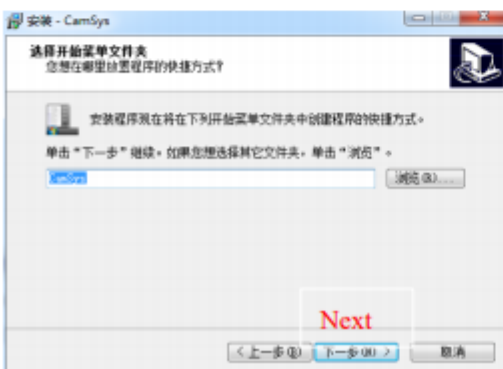 安装 - CamSys
选择开始菜单文件夹
您想在哪里放置程序的快捷方式?
安装程序现在将在下列开始菜单文件夹中创建程序的快捷方式。
单击“下一步”继续。如果您想选择其它文件夹，单击“浏览”。
CamSys
浏览(R)...
Next
< 上一步(B)
下一步(N) >
取消